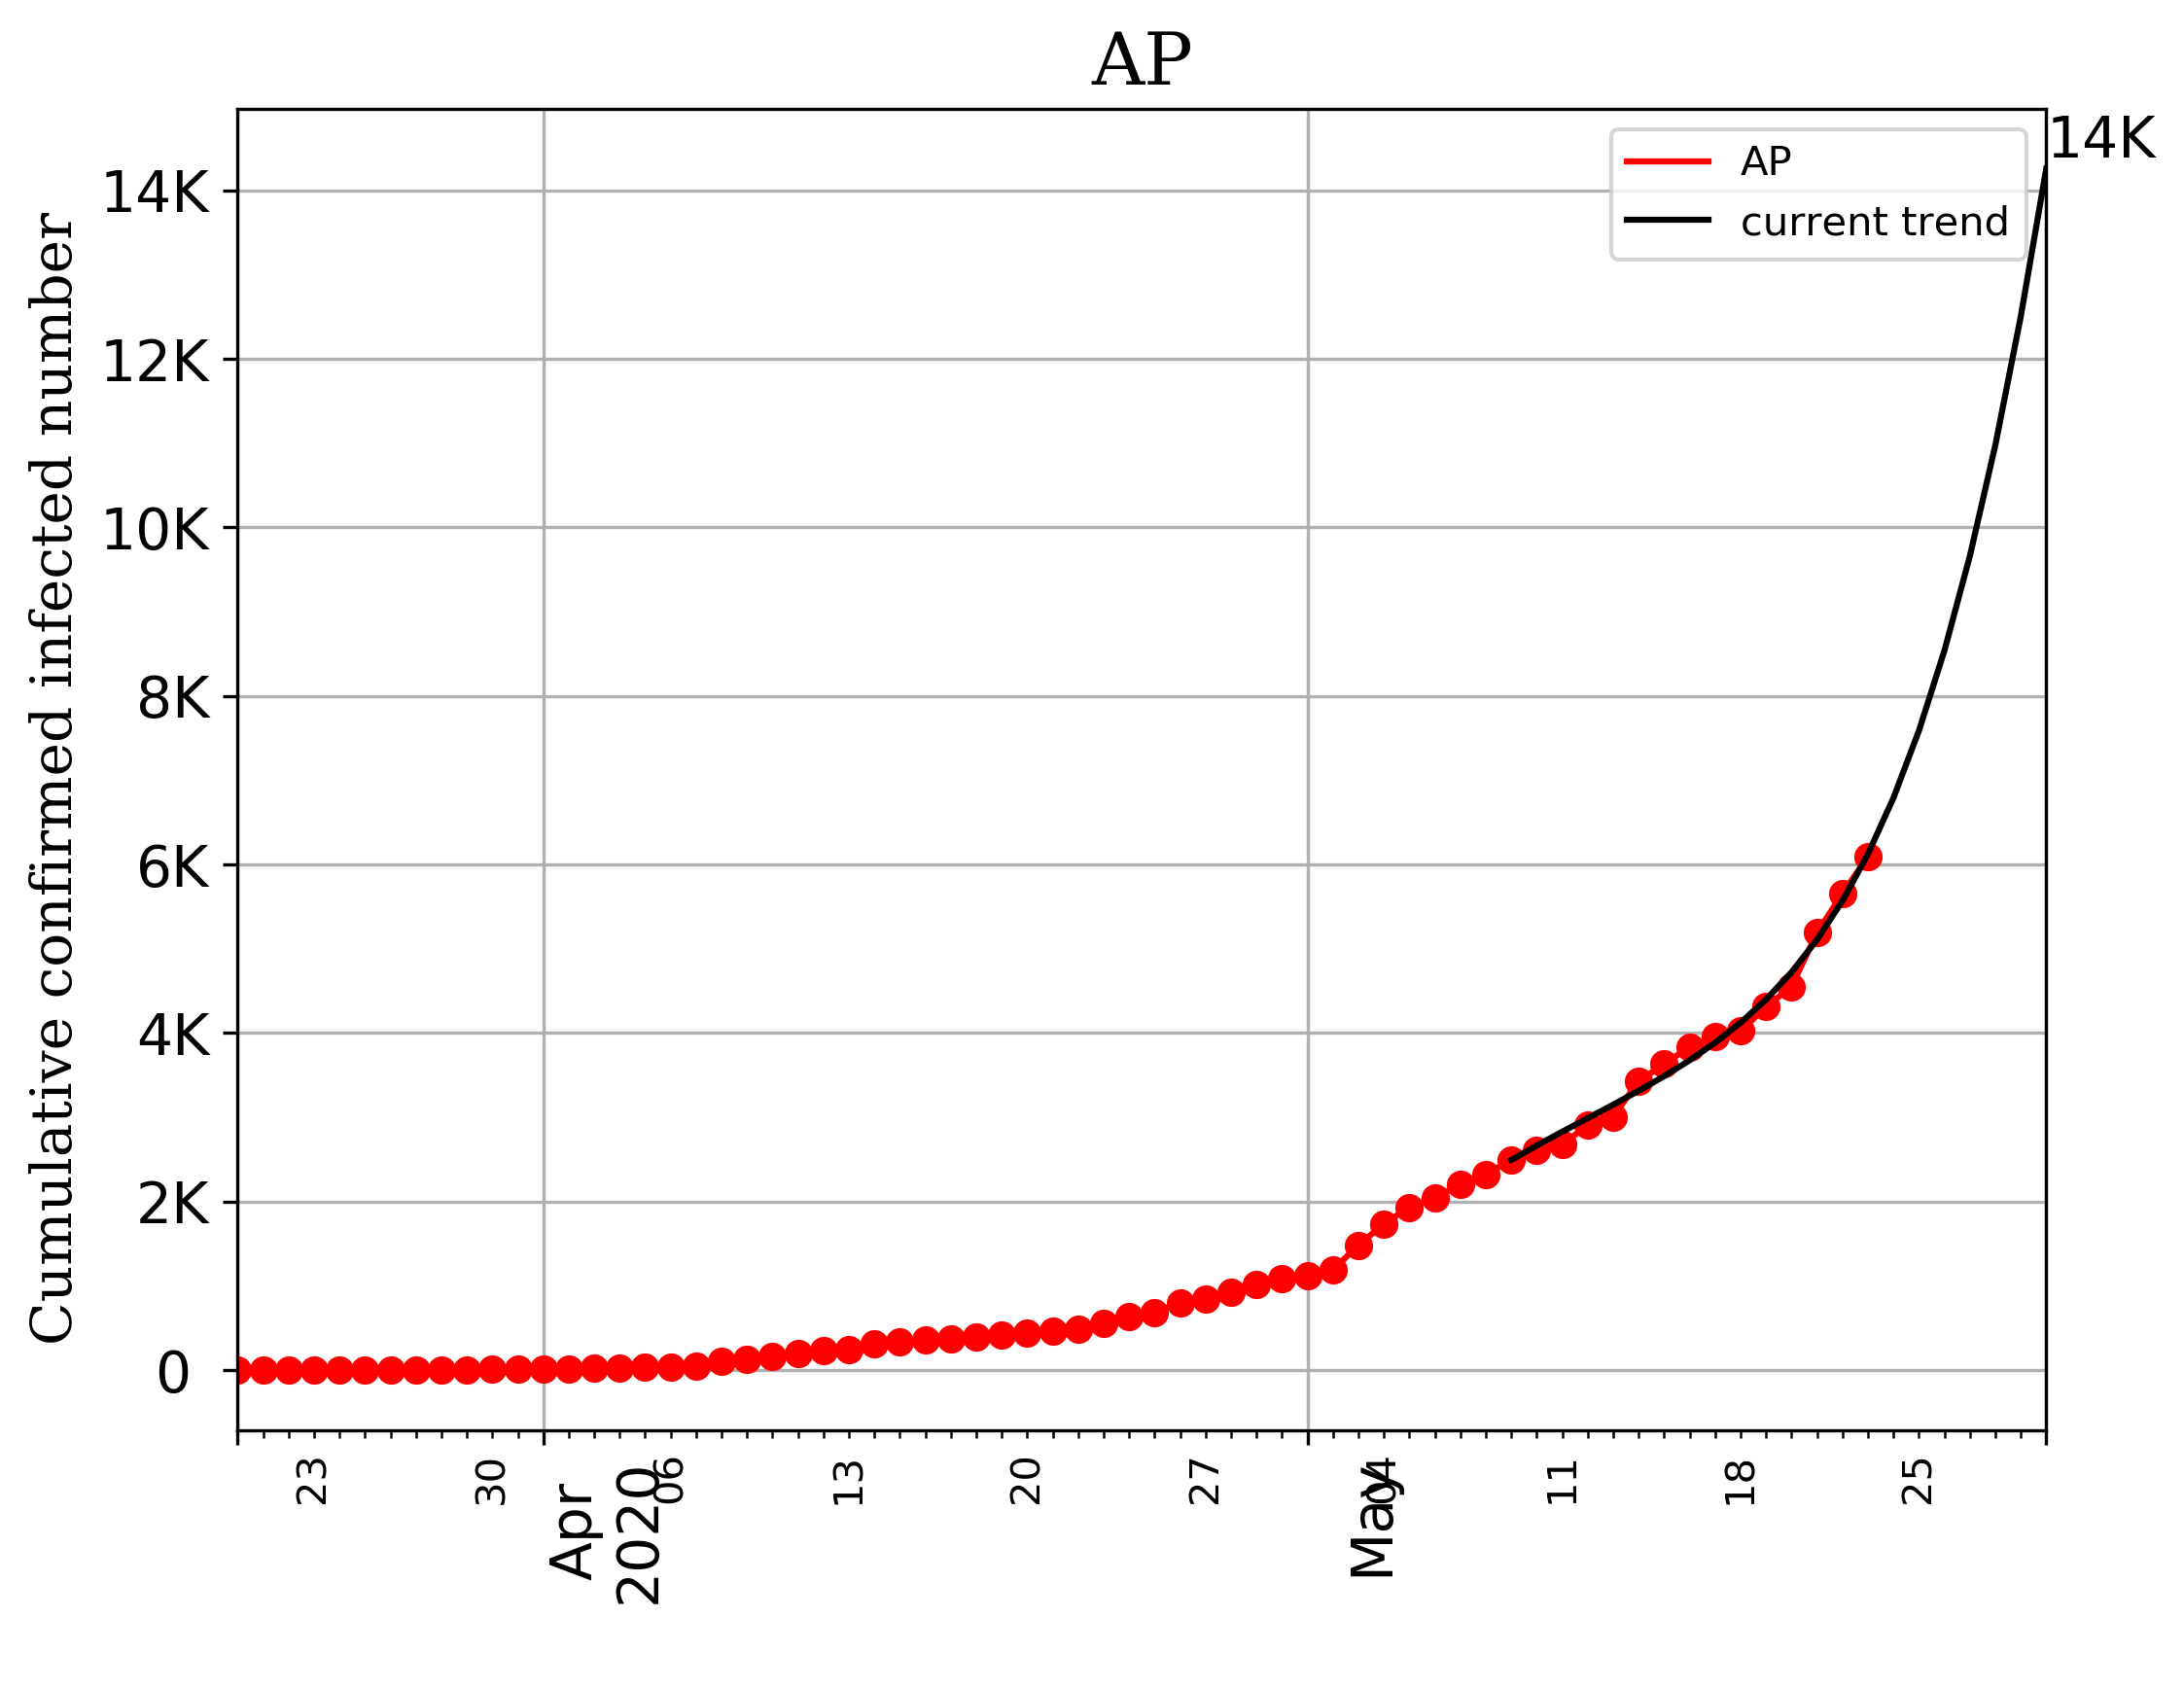 AP
14K
AP
current trend
Cumulative confirmed infected number
14K
12K
10K
8K
6K
4K
2K
0
23
30
06
13
20
27
04
11
18
25
Apr
2020
May